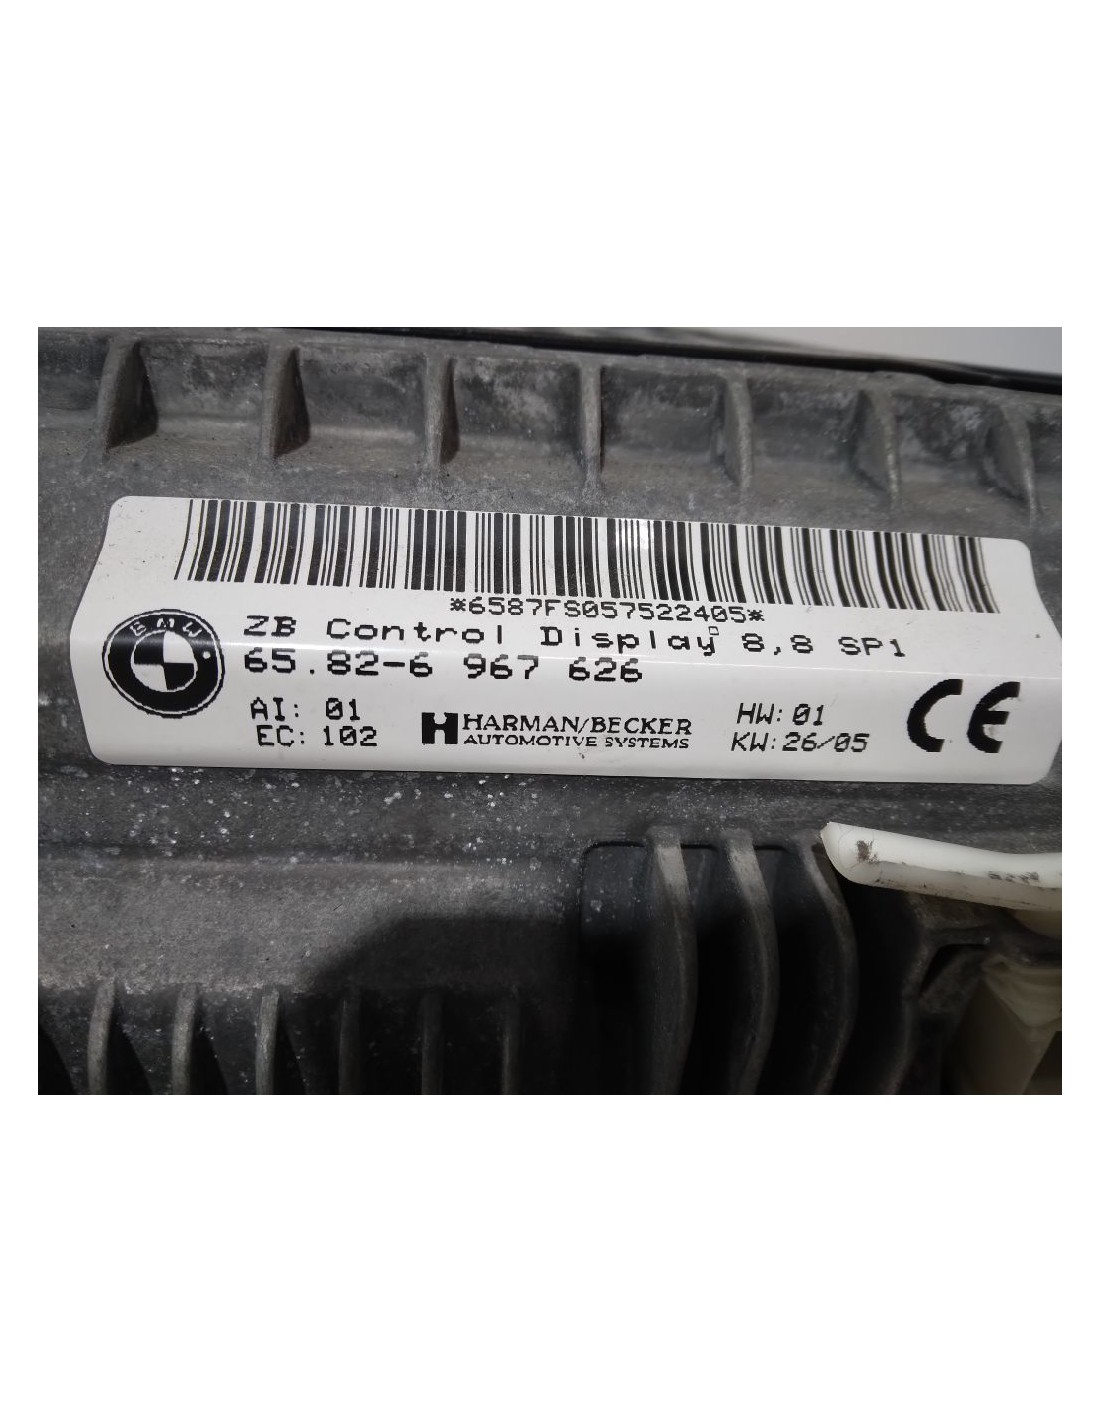 *6587FS057522405*
BMW
ZB Control Display 8,8 SP1
65.82-6 967 626
AI: 01
EC: 102
H HARMAN/BECKER
AUTOMOTIVE SYSTEMS
HW: 01
KW: 26/05
CE